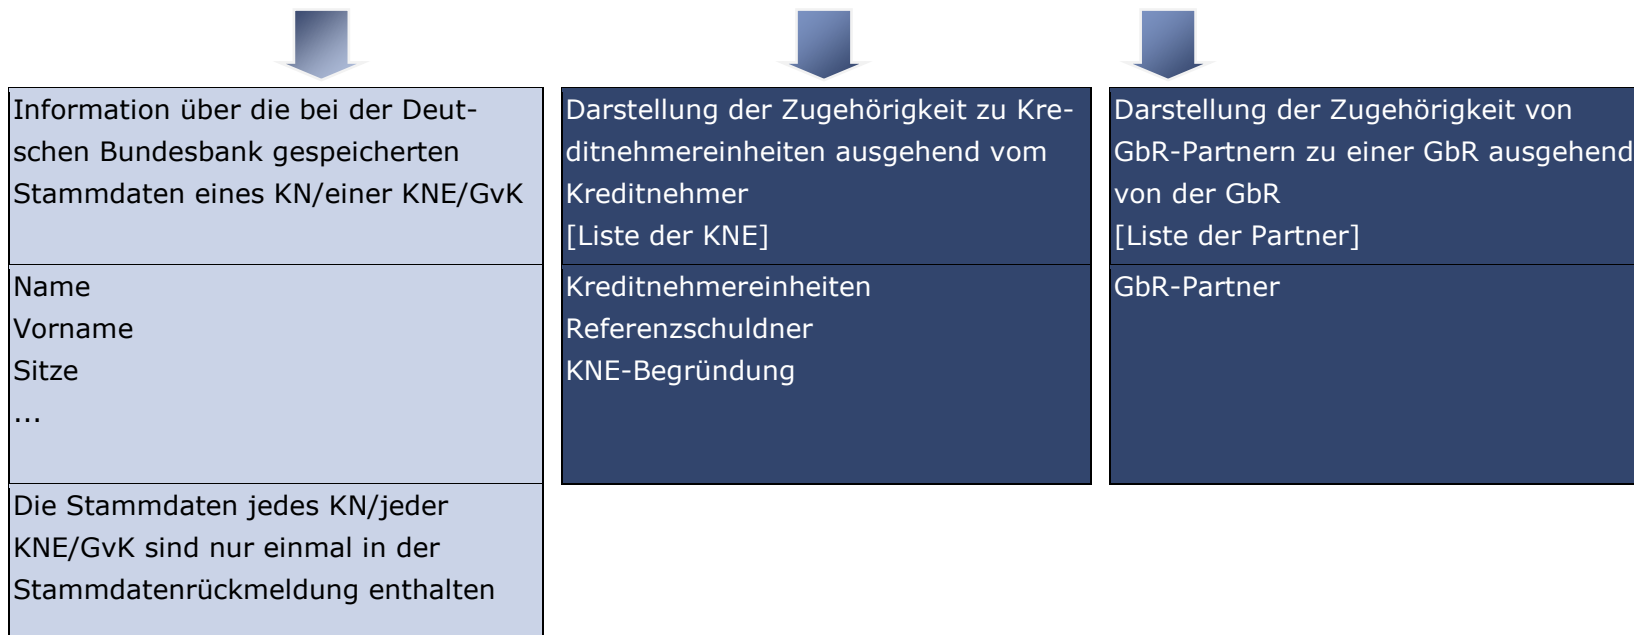 Information über die bei der Deut-
schen Bundesbank gespeicherten
Stammdaten eines KN/einer KNE/GvK
Name
Vorname
Sitze
...
Die Stammdaten jedes KN/jeder
KNE/GvK sind nur einmal in der
Stammdatenrückmeldung enthalten
Darstellung der Zugehörigkeit zu Kre-
ditnehmereinheiten ausgehend vom
Kreditnehmer
[Liste der KNE]
Kreditnehmereinheiten
Referenzschuldner
KNE-Begründung
Darstellung der Zugehörigkeit von
GbR-Partnern zu einer GbR ausgehend
von der GbR
[Liste der Partner]
GbR-Partner